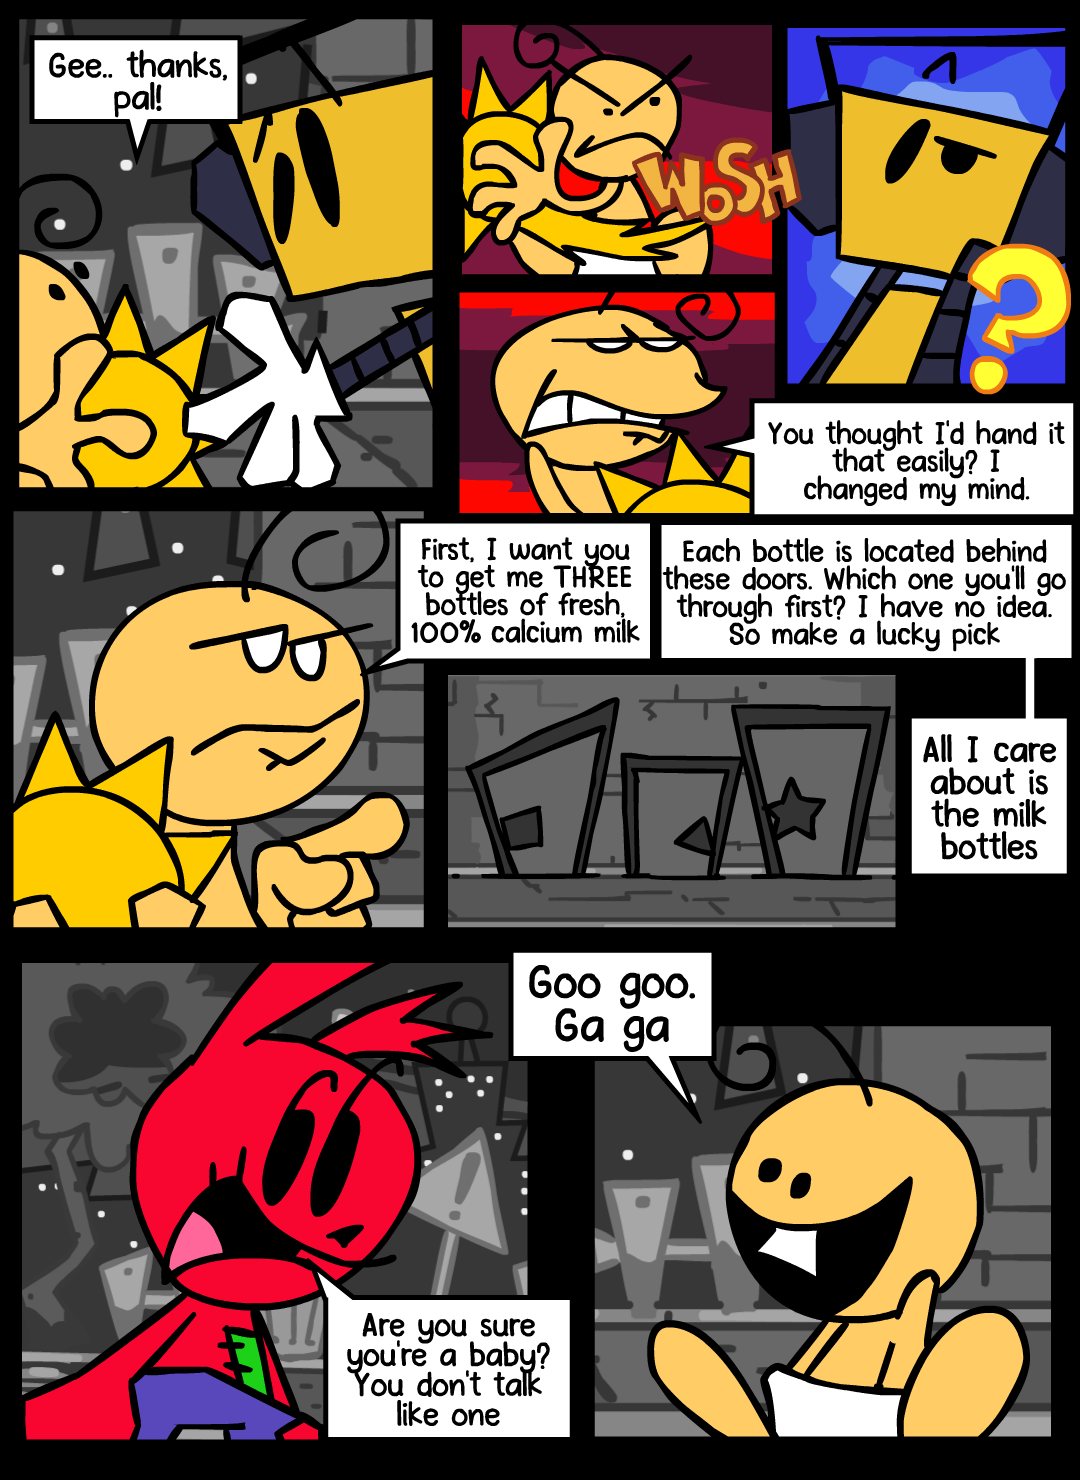 Gee.. thanks,
pal!
WOSH
?
You thought I'd hand it
that easily? I
changed my mind.
First, I want you
to get me THREE
bottles of fresh,
100% calcium milk
Each bottle is located behind
these doors. Which one you'll go
through first? I have no idea.
So make a lucky pick
All I care
about is
the milk
bottles
Goo goo.
Ga ga
Are you sure
you're a baby?
You don't talk
like one